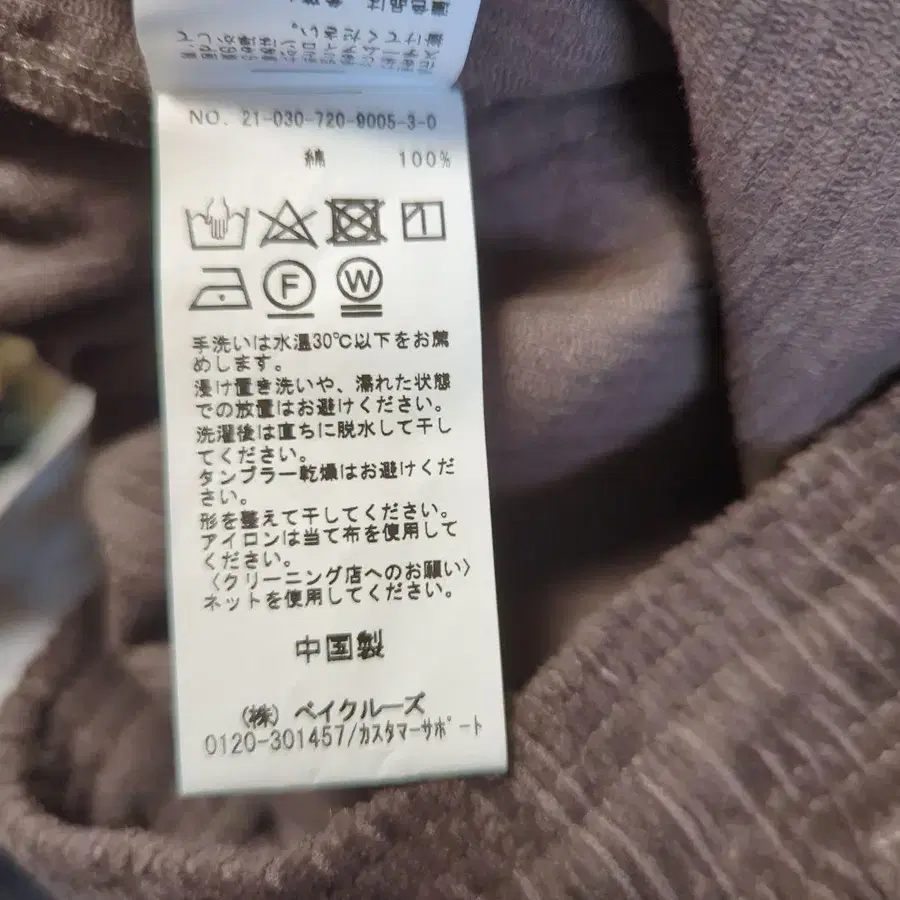 NO. 21-030-720-9005-3-0
綿 100%
F W
手洗いは水温30℃以下をお薦
めします。
浸け置き洗いや、濡れた状態
での放置はお避けください。
洗濯後は直ちに脱水して干し
てください。
タンブラー乾燥はお避けくだ
さい。
形を整えて干してください。
アイロンは当て布を使用して
ください。
〈クリーニング店へのお願い〉
ネットを使用してください。
中国製
(株) ベイクルーズ
0120-301457/カスタマーサポート